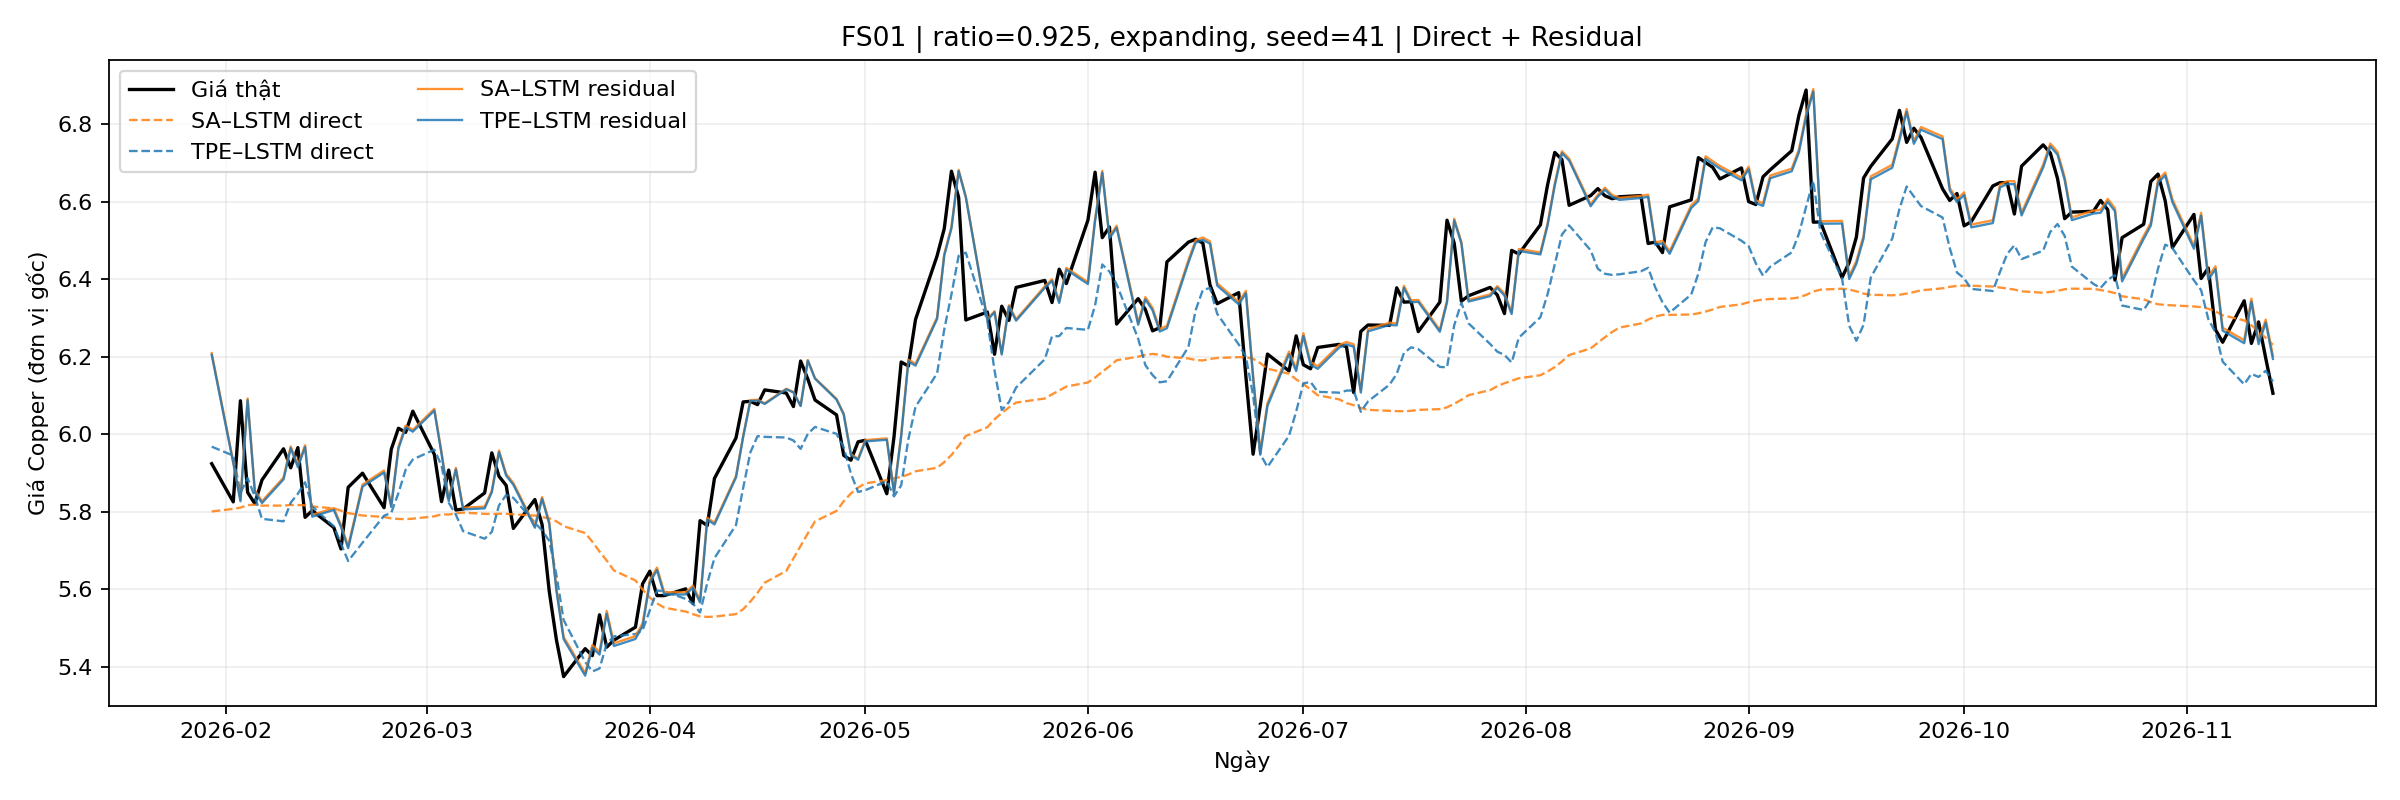 FS01 | ratio=0.925, expanding, seed=41 | Direct + Residual
Giá thật
SA–LSTM direct
TPE–LSTM direct
SA–LSTM residual
TPE–LSTM residual
Giá Copper (đơn vị gốc)
6.8
6.6
6.4
6.2
6.0
5.8
5.6
5.4
2026-02 2026-03 2026-04 2026-05 2026-06 2026-07 2026-08 2026-09 2026-10 2026-11
Ngày